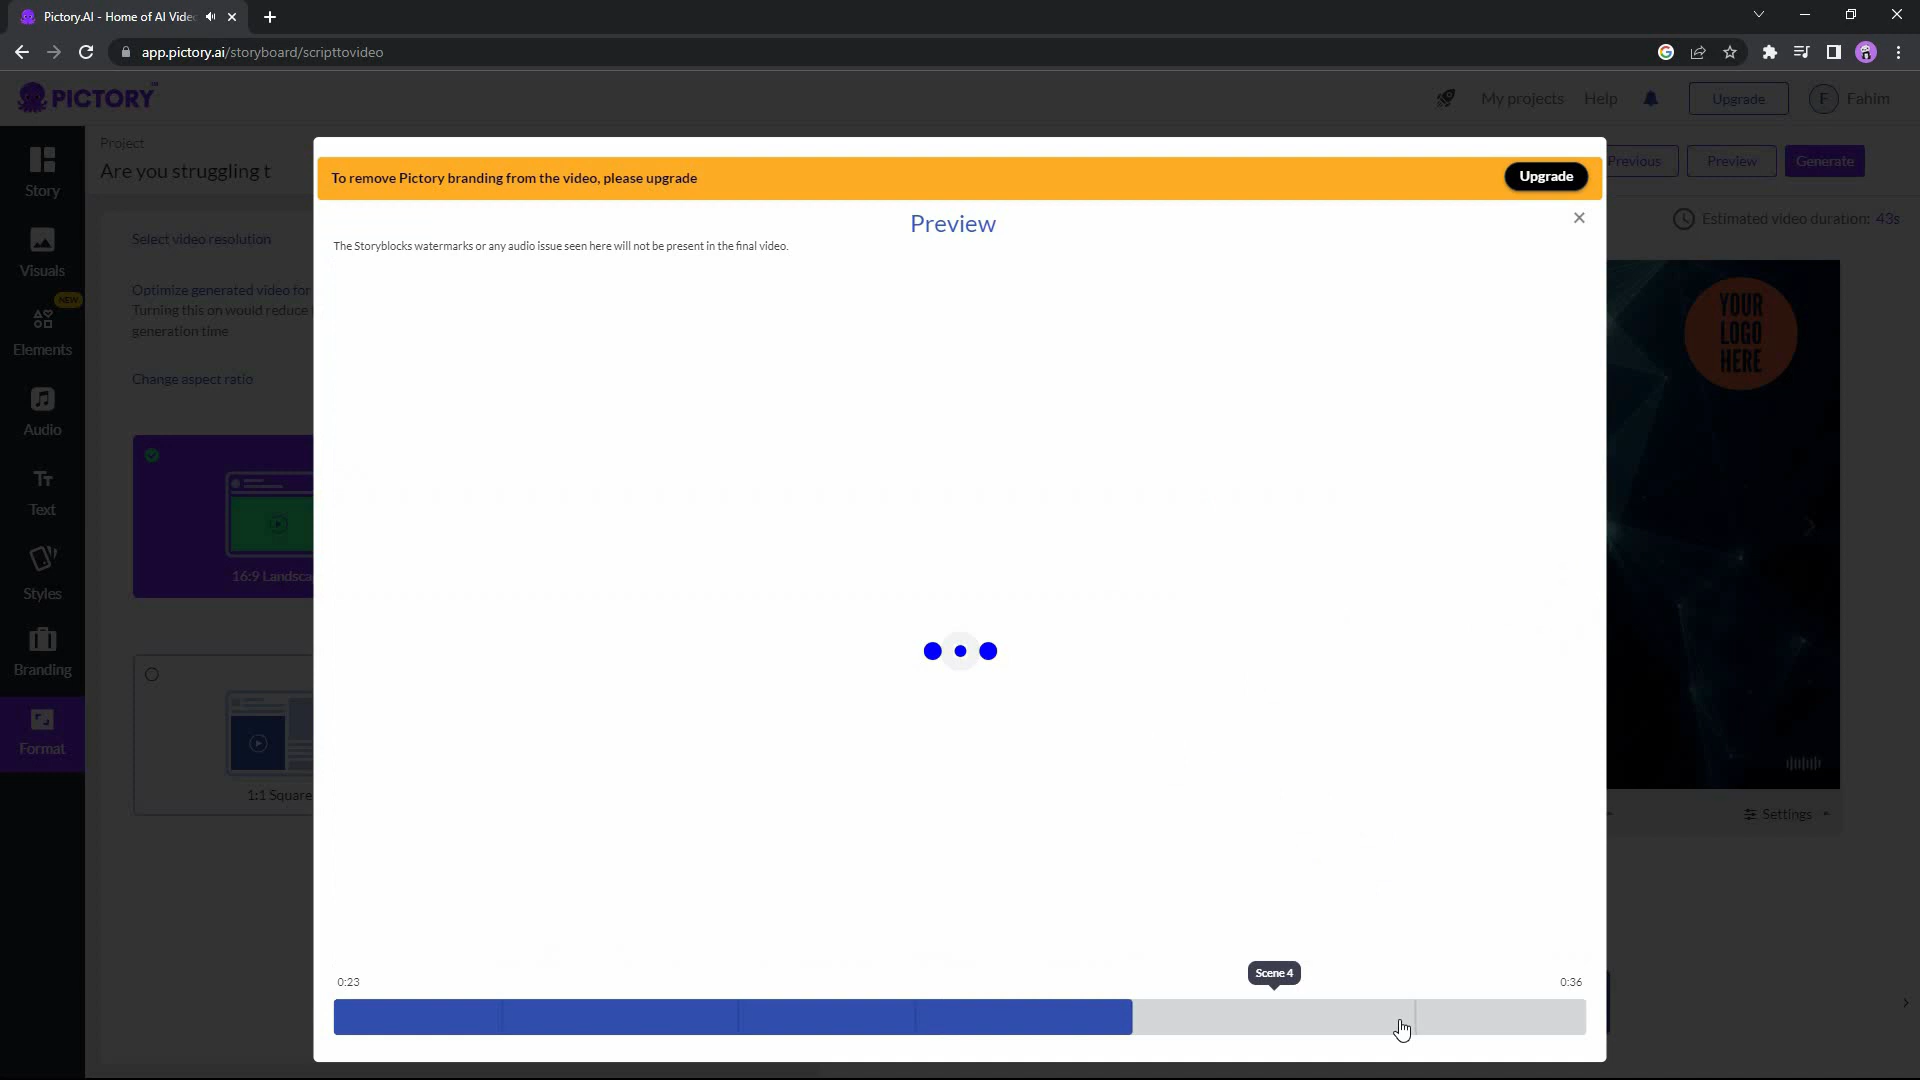 Pictory.AI - Home of AI Vide
app.pictory.ai/storyboard/scripttovideo
PICTORY
My projects
Help
Upgrade
F
Fahim
Story
Visuals
NEW
Elements
Audio
Text
Styles
Branding
Format
Project
Are you struggling t
Previous
Preview
Generate
Estimated video duration: 43s
Select video resolution
Optimize generated video for
Turning this on would reduce
generation time
Change aspect ratio
16:9 Landsca
1:1 Square
To remove Pictory branding from the video, please upgrade
Upgrade
Preview
The Storyblocks watermarks or any audio issue seen here will not be present in the final video.
YOUR
LOGO
HERE
Settings
Scene 4
0:23
0:36